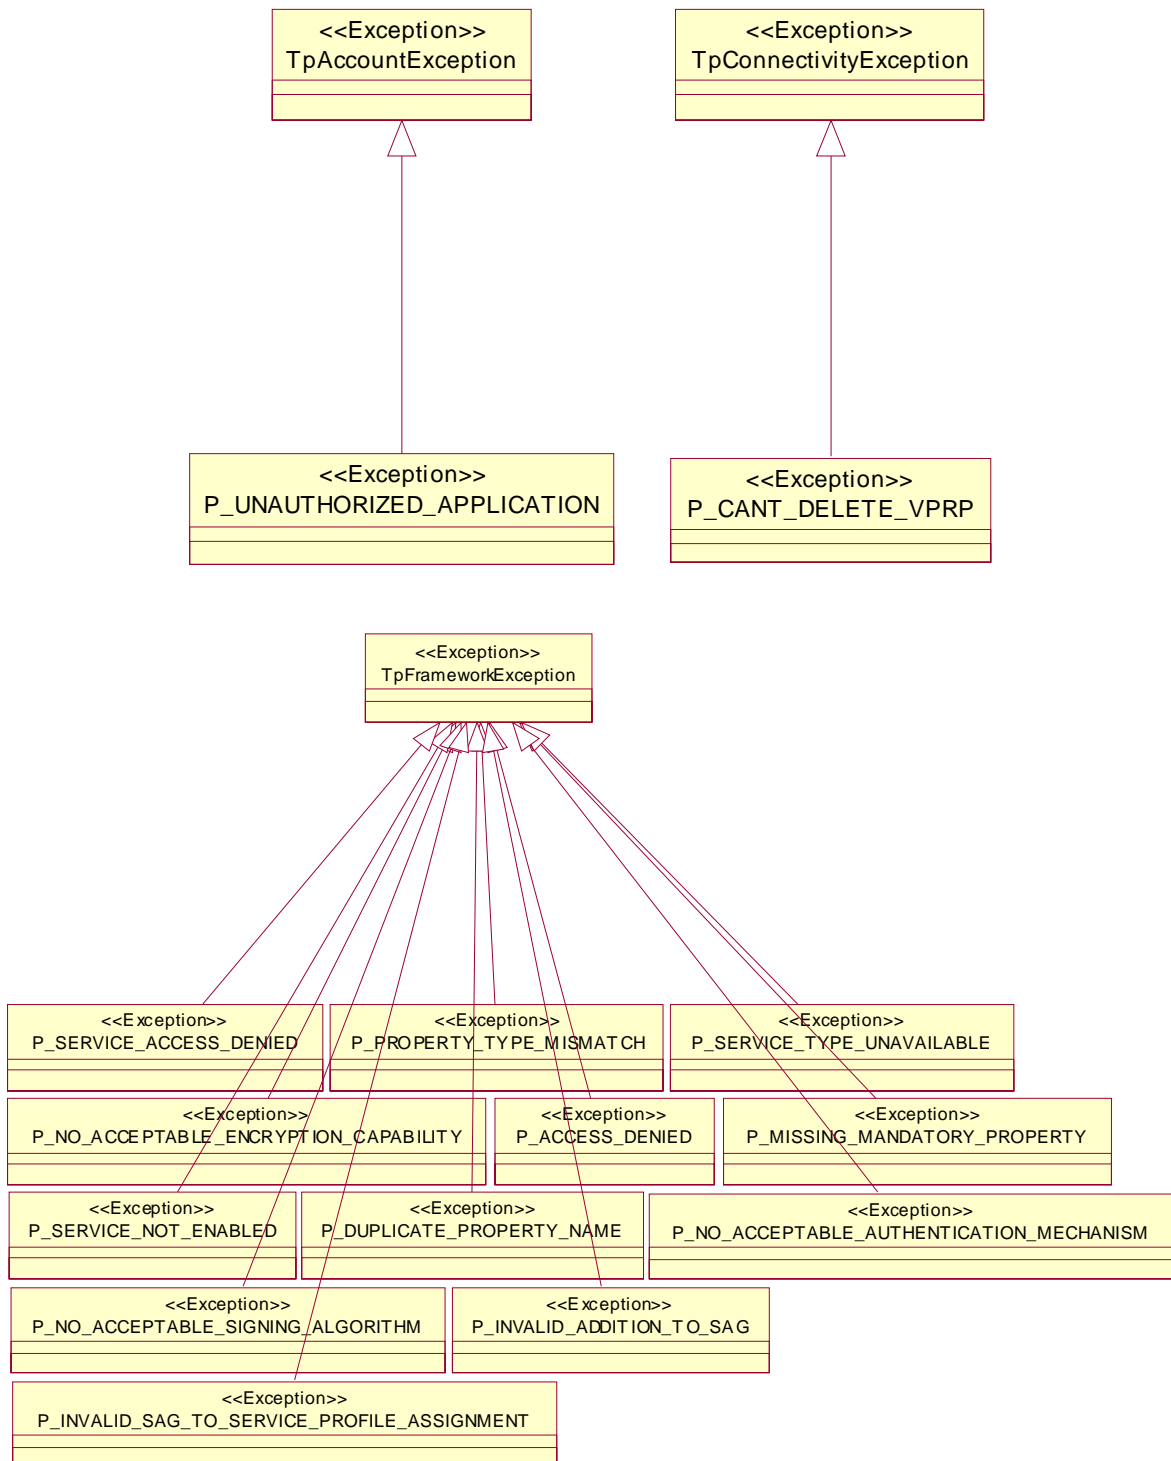 <<Exception>>
TpAccountException
<<Exception>>
TpConnectivityException
<<Exception>>
P_UNAUTHORIZED_APPLICATION
<<Exception>>
P_CANT_DELETE_VPRP
<<Exception>>
TpFrameworkException
<<Exception>>
P_SERVICE_ACCESS_DENIED
<<Exception>>
P_PROPERTY_TYPE_MISMATCH
<<Exception>>
P_SERVICE_TYPE_UNAVAILABLE
<<Exception>>
P_NO_ACCEPTABLE_ENCRYPTION_CAPABILITY
<<Exception>>
P_ACCESS_DENIED
<<Exception>>
P_MISSING_MANDATORY_PROPERTY
<<Exception>>
P_SERVICE_NOT_ENABLED
<<Exception>>
P_DUPLICATE_PROPERTY_NAME
<<Exception>>
P_NO_ACCEPTABLE_AUTHENTICATION_MECHANISM
<<Exception>>
P_NO_ACCEPTABLE_SIGNING_ALGORITHM
<<Exception>>
P_INVALID_ADDITION_TO_SAG
<<Exception>>
P_INVALID_SAG_TO_SERVICE_PROFILE_ASSIGNMENT